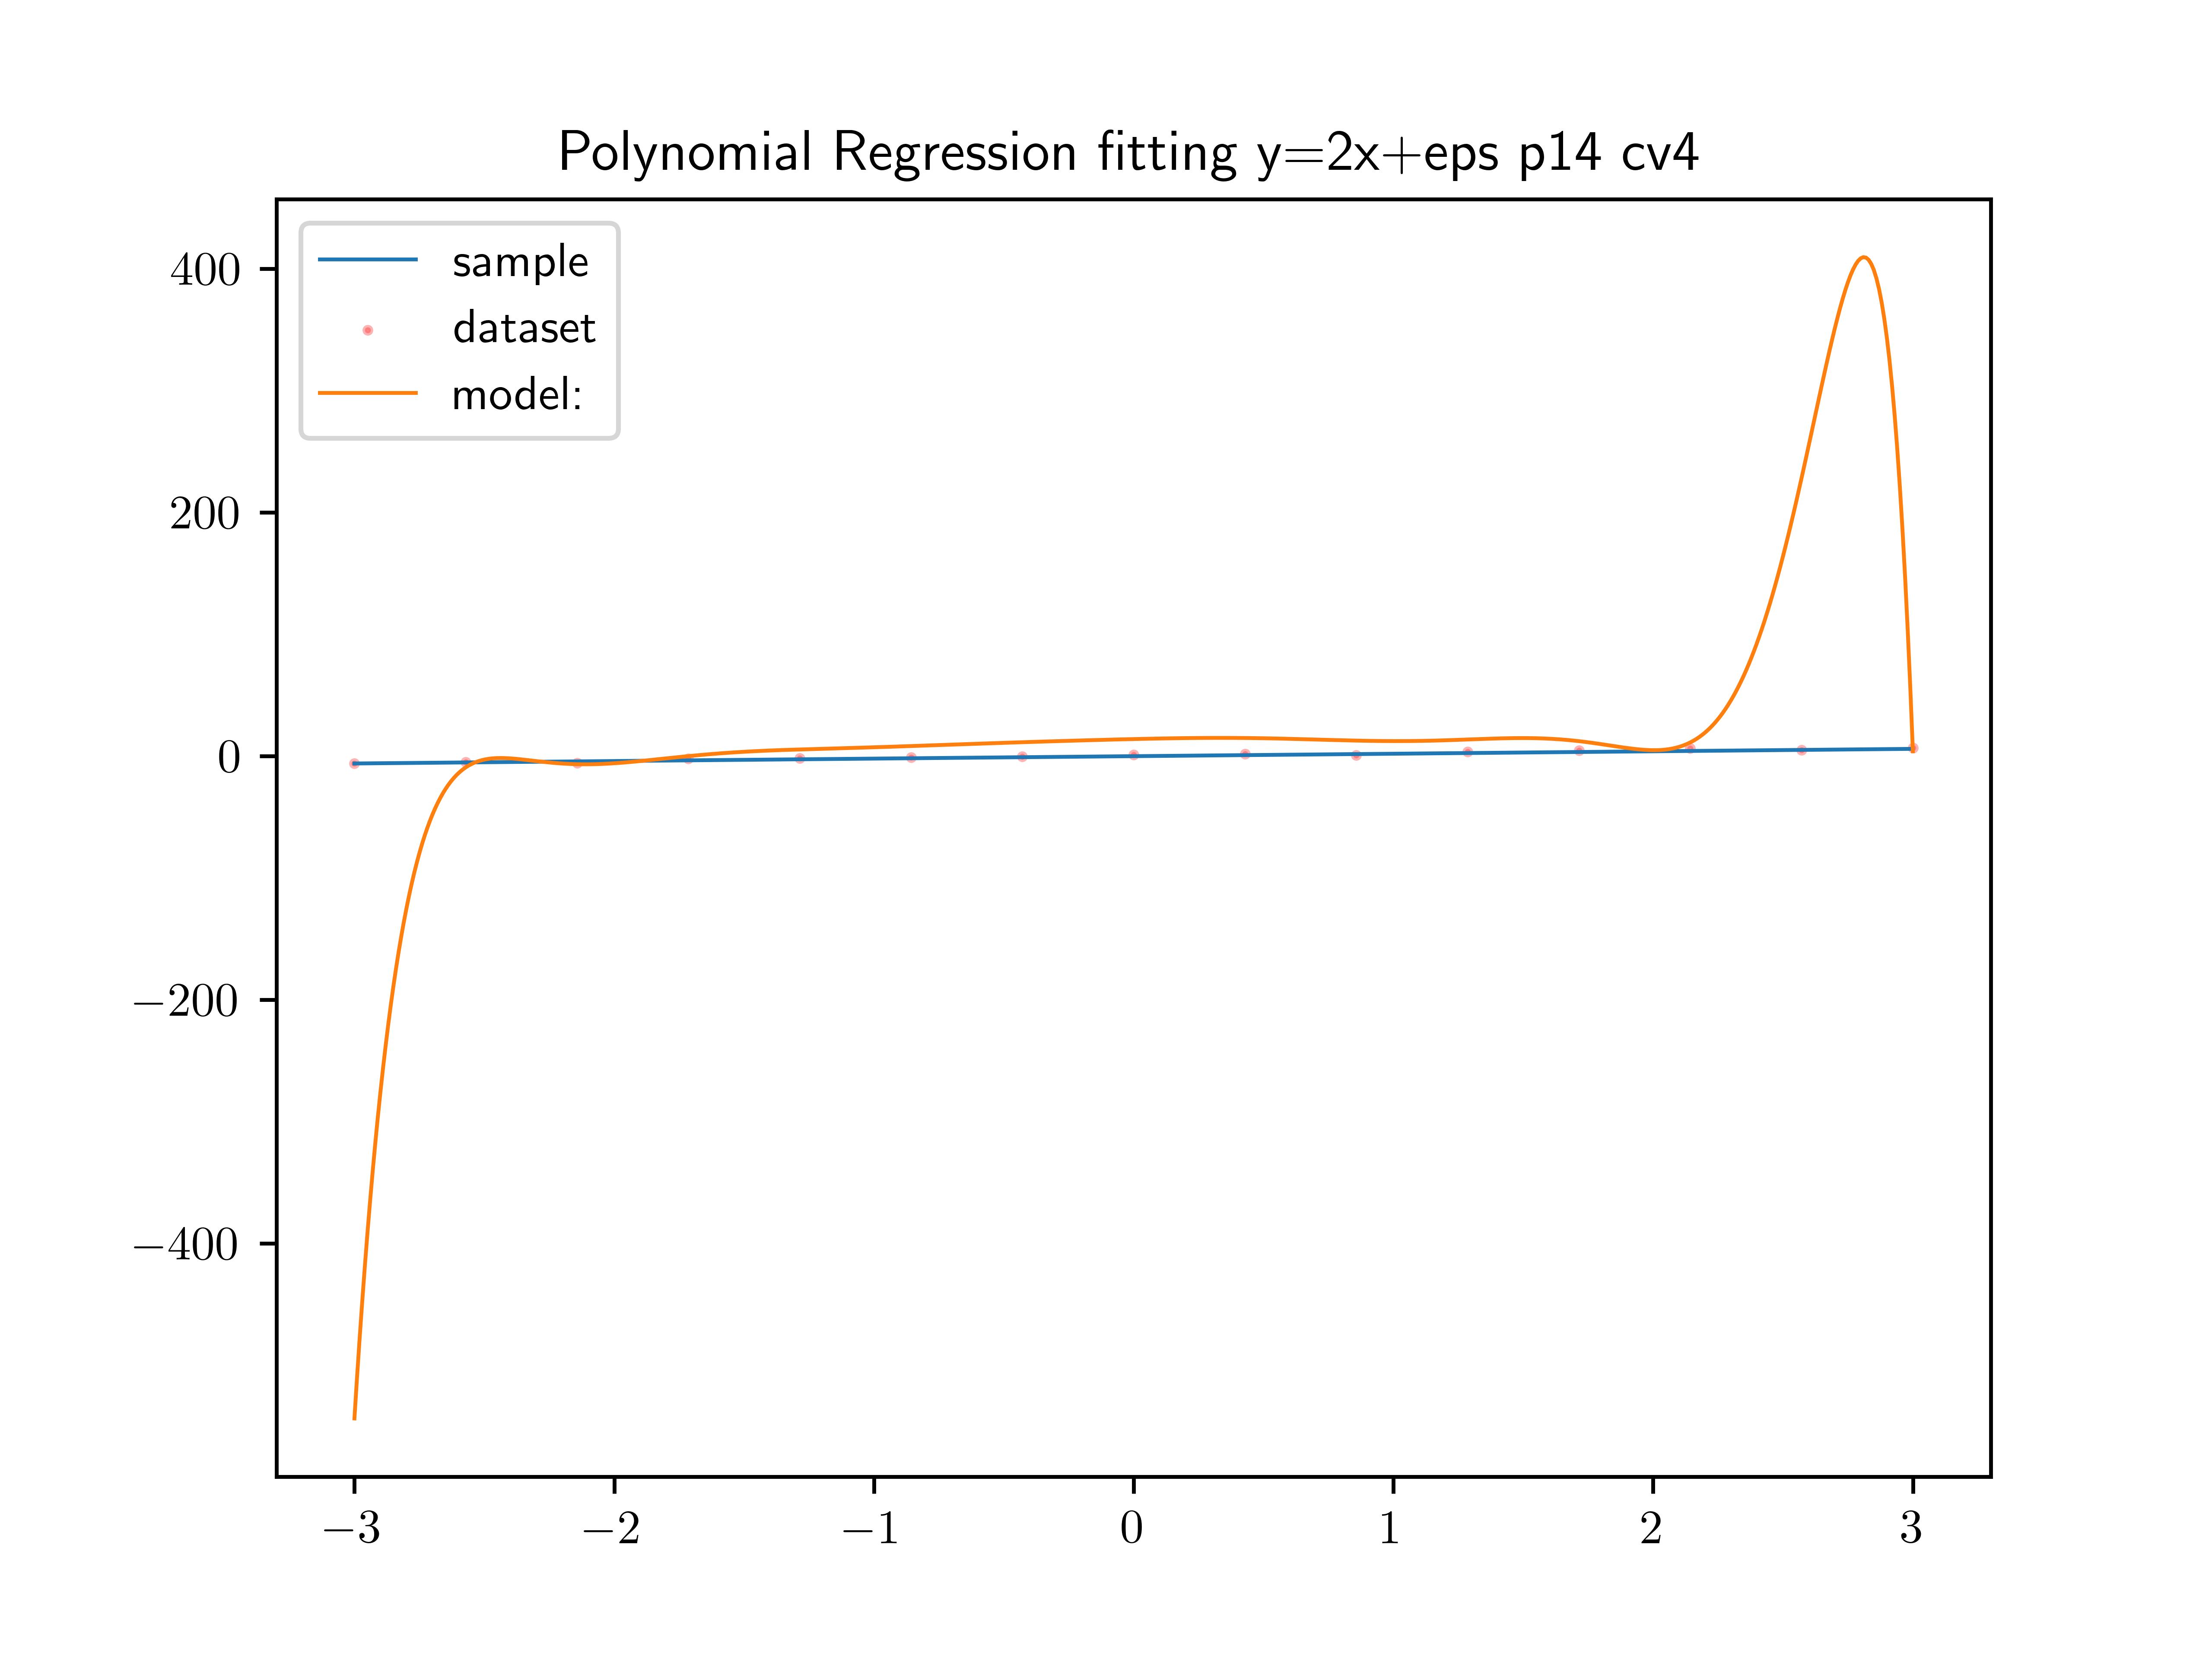 Polynomial Regression fitting y=2x+eps p14 cv4
sample
dataset
model:
400
200
0
−200
−400
−3 −2 −1 0 1 2 3